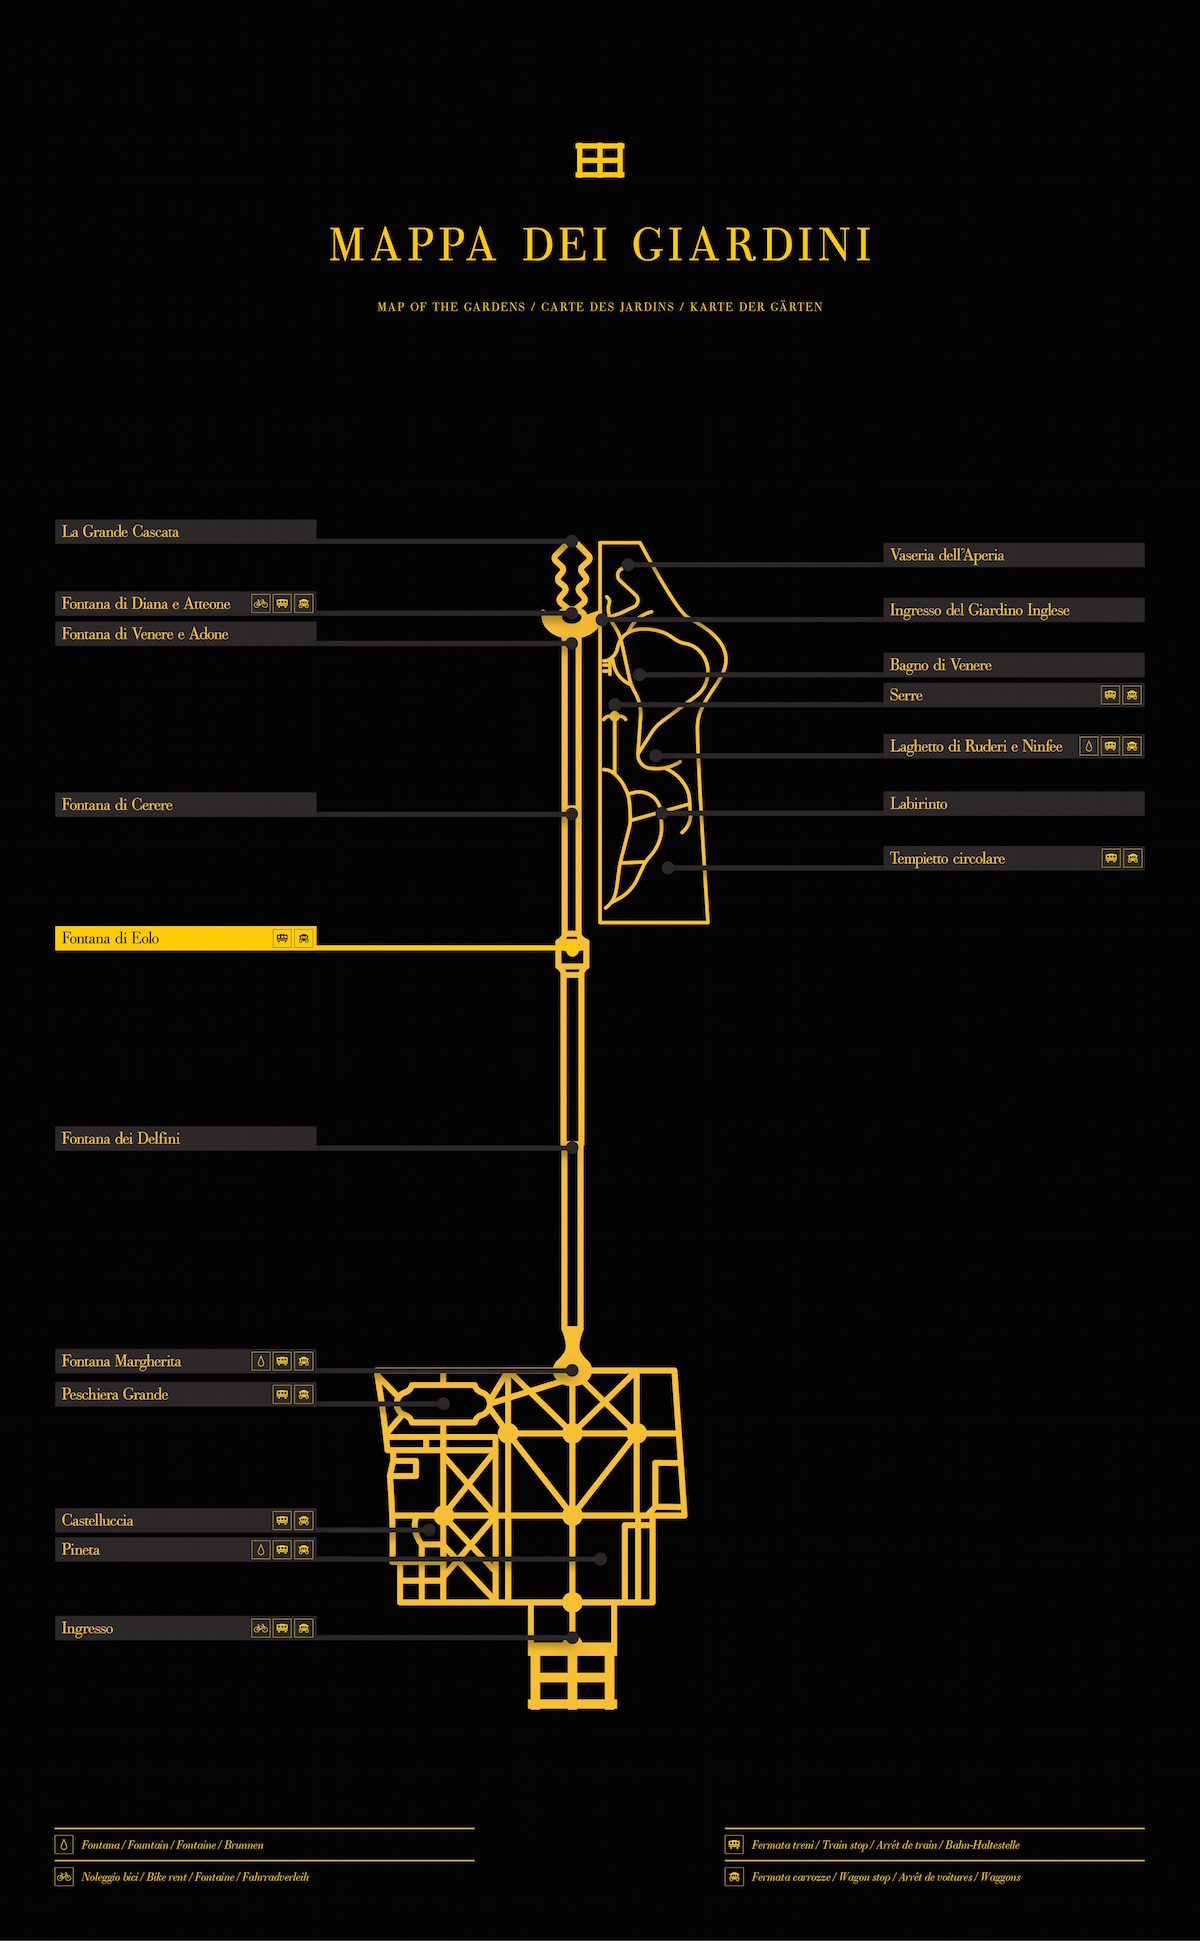 MAPPA DEI GIARDINI
MAP OF THE GARDENS / CARTE DES JARDINS / KARTE DER GÄRTEN
La Grande Cascata
Fontana di Diana e Atteone
Fontana di Venere e Adone
Fontana di Cerere
Fontana di Eolo
Fontana dei Delfini
Fontana Margherita
Peschiera Grande
Castelluccia
Pineta
Ingresso
Vaseria dell'Aperia
Ingresso del Giardino Inglese
Bagno di Venere
Serre
Laghetto di Ruderi e Ninfee
Labirinto
Tempietto circolare
Fontana / Fountain / Fontaine / Brunnen
Noleggio bici / Bike rent / Fontaine / Fahrradverleih
Fermata treni / Train stop / Arrêt de train / Bahn-Haltestelle
Fermata carrozze / Wagon stop / Arrêt de voitures / Waggons